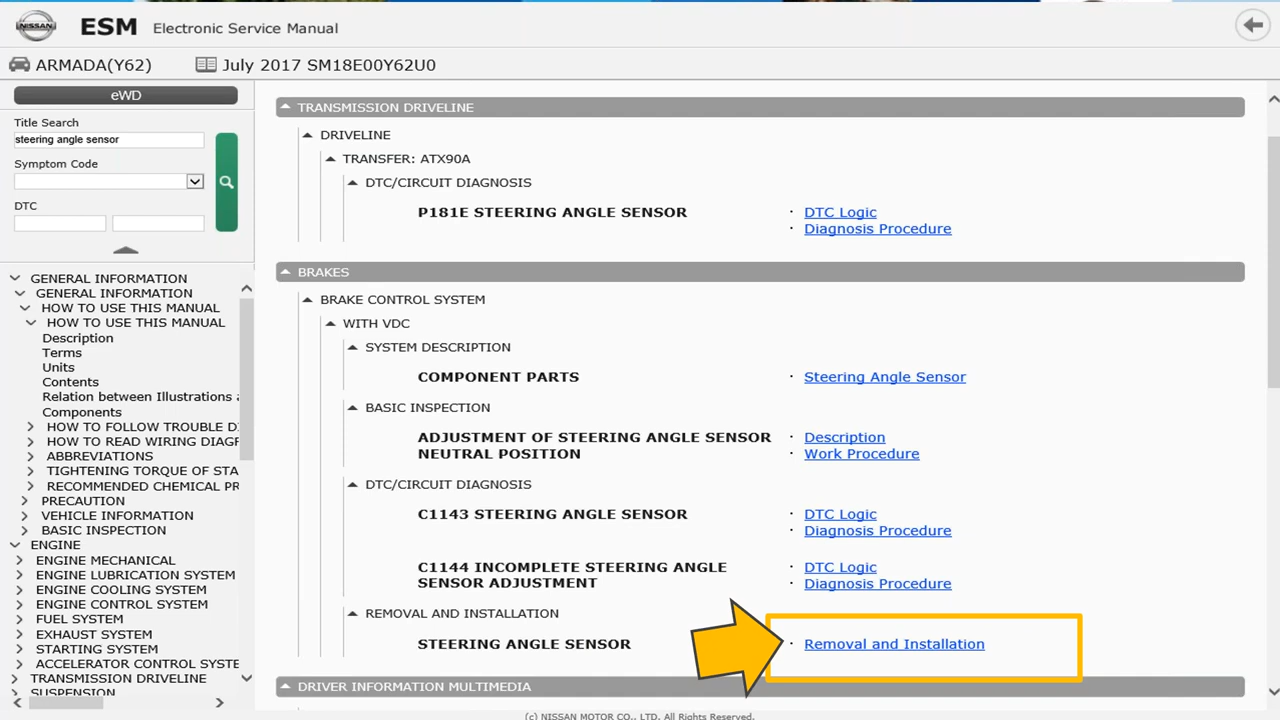 NISSAN
ESM Electronic Service Manual
ARMADA(Y62) July 2017 SM18E00Y62U0
eWD
Title Search
steering angle sensor
Symptom Code
DTC
GENERAL INFORMATION
GENERAL INFORMATION
HOW TO USE THIS MANUAL
HOW TO USE THIS MANUAL
Description
Terms
Units
Contents
Relation between Illustrations a
Components
HOW TO FOLLOW TROUBLE D
HOW TO READ WIRING DIAGF
ABBREVIATIONS
TIGHTENING TORQUE OF STA
RECOMMENDED CHEMICAL PR
PRECAUTION
VEHICLE INFORMATION
BASIC INSPECTION
ENGINE
ENGINE MECHANICAL
ENGINE LUBRICATION SYSTEM
ENGINE COOLING SYSTEM
ENGINE CONTROL SYSTEM
FUEL SYSTEM
EXHAUST SYSTEM
STARTING SYSTEM
ACCELERATOR CONTROL SYSTE
TRANSMISSION DRIVELINE
SUSPENSION
TRANSMISSION DRIVELINE
DRIVELINE
TRANSFER: ATX90A
DTC/CIRCUIT DIAGNOSIS
P181E STEERING ANGLE SENSOR · DTC Logic
· Diagnosis Procedure
BRAKES
BRAKE CONTROL SYSTEM
WITH VDC
SYSTEM DESCRIPTION
COMPONENT PARTS · Steering Angle Sensor
BASIC INSPECTION
ADJUSTMENT OF STEERING ANGLE SENSOR · Description
NEUTRAL POSITION · Work Procedure
DTC/CIRCUIT DIAGNOSIS
C1143 STEERING ANGLE SENSOR · DTC Logic
· Diagnosis Procedure
C1144 INCOMPLETE STEERING ANGLE · DTC Logic
SENSOR ADJUSTMENT · Diagnosis Procedure
REMOVAL AND INSTALLATION
STEERING ANGLE SENSOR · Removal and Installation
DRIVER INFORMATION MULTIMEDIA
(c) NISSAN MOTOR CO., LTD. All Rights Reserved.